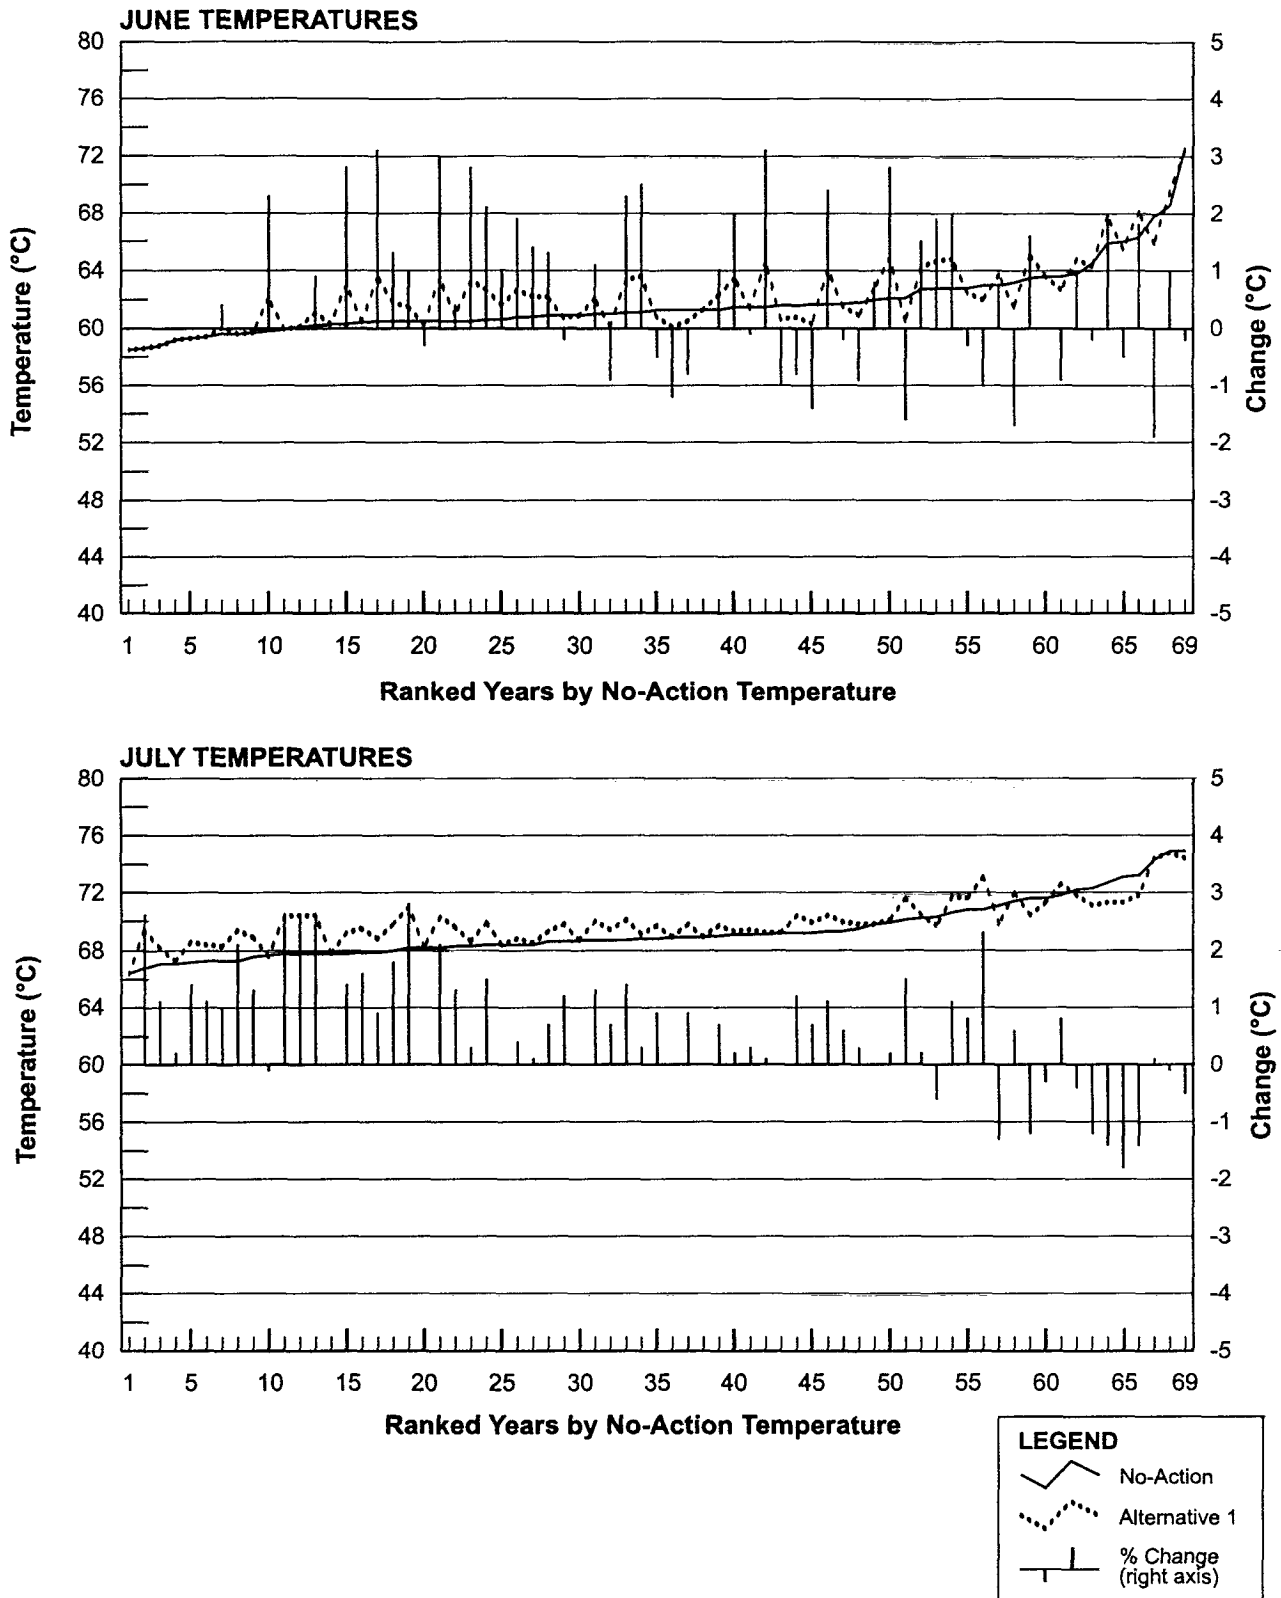 JUNE TEMPERATURES
80
76
72
68
64
60
56
52
48
44
40
Temperature (°C)
5
4
3
2
1
0
-1
-2
-3
-4
-5
Change (°C)
1 5 10 15 20 25 30 35 40 45 50 55 60 65 69
Ranked Years by No-Action Temperature
JULY TEMPERATURES
80
76
72
68
64
60
56
52
48
44
40
Temperature (°C)
5
4
3
2
1
0
-1
-2
-3
-4
-5
Change (°C)
1 5 10 15 20 25 30 35 40 45 50 55 60 65 69
Ranked Years by No-Action Temperature
LEGEND
No-Action
Alternative 1
% Change
(right axis)